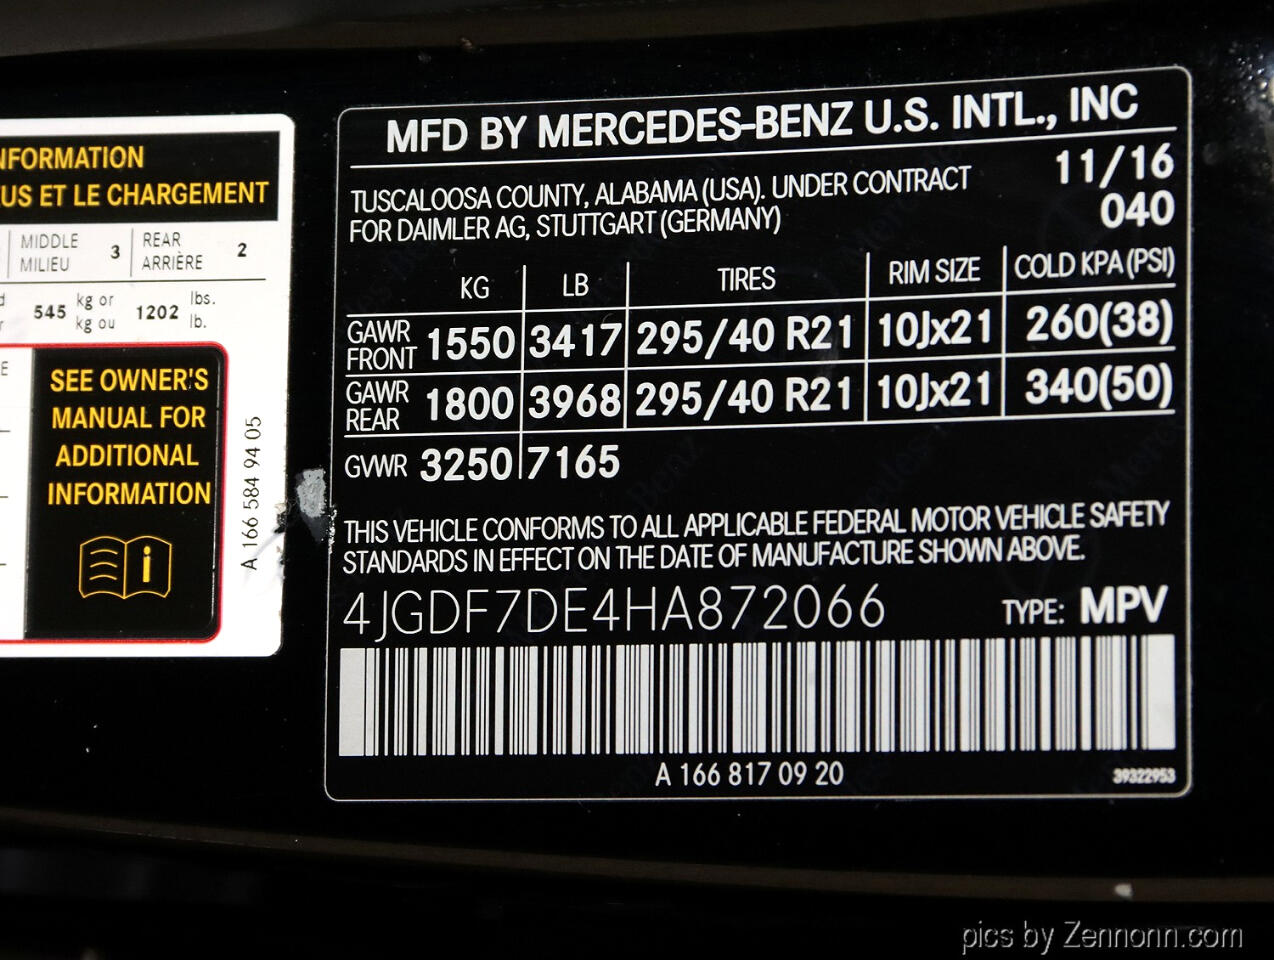 NFORMATION
US ET LE CHARGEMENT
MIDDLE
MILIEU
3
REAR
ARRIÈRE
2
545 kg or
kg ou
1202 lbs.
lb.
SEE OWNER'S
MANUAL FOR
ADDITIONAL
INFORMATION
i
A 166 584 94 05
MFD BY MERCEDES-BENZ U.S. INTL., INC
TUSCALOOSA COUNTY, ALABAMA (USA). UNDER CONTRACT
FOR DAIMLER AG, STUTTGART (GERMANY)
11/16
040
KG LB TIRES RIM SIZE COLD KPA (PSI)
GAWR FRONT 1550 3417 295/40 R21 10Jx21 260(38)
GAWR REAR 1800 3968 295/40 R21 10Jx21 340(50)
GVWR 3250 7165
THIS VEHICLE CONFORMS TO ALL APPLICABLE FEDERAL MOTOR VEHICLE SAFETY
STANDARDS IN EFFECT ON THE DATE OF MANUFACTURE SHOWN ABOVE.
4JGDF7DE4HA872066 TYPE: MPV
A 166 817 09 20
39322953
pics by Zennonn.com